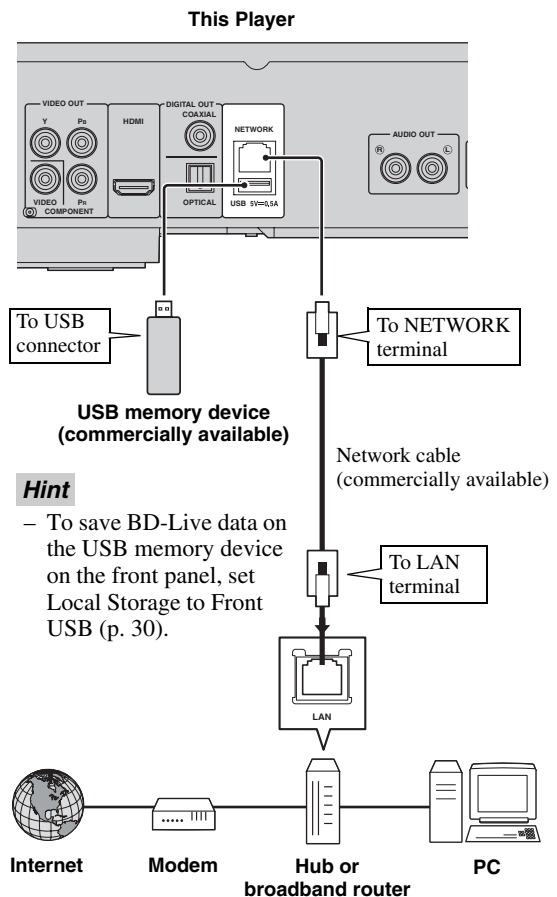 This Player
VIDEO OUT
Y
PB
VIDEO
PR
COMPONENT
HDMI
DIGITAL OUT
COAXIAL
OPTICAL
NETWORK
USB 5V⎓0,5A
AUDIO OUT
R
L
To USB
connector
To NETWORK
terminal
USB memory device
(commercially available)
Network cable
(commercially available)
Hint
– To save BD-Live data on
the USB memory device
on the front panel, set
Local Storage to Front
USB (p. 30).
To LAN
terminal
LAN
Internet
Modem
Hub or
broadband router
PC